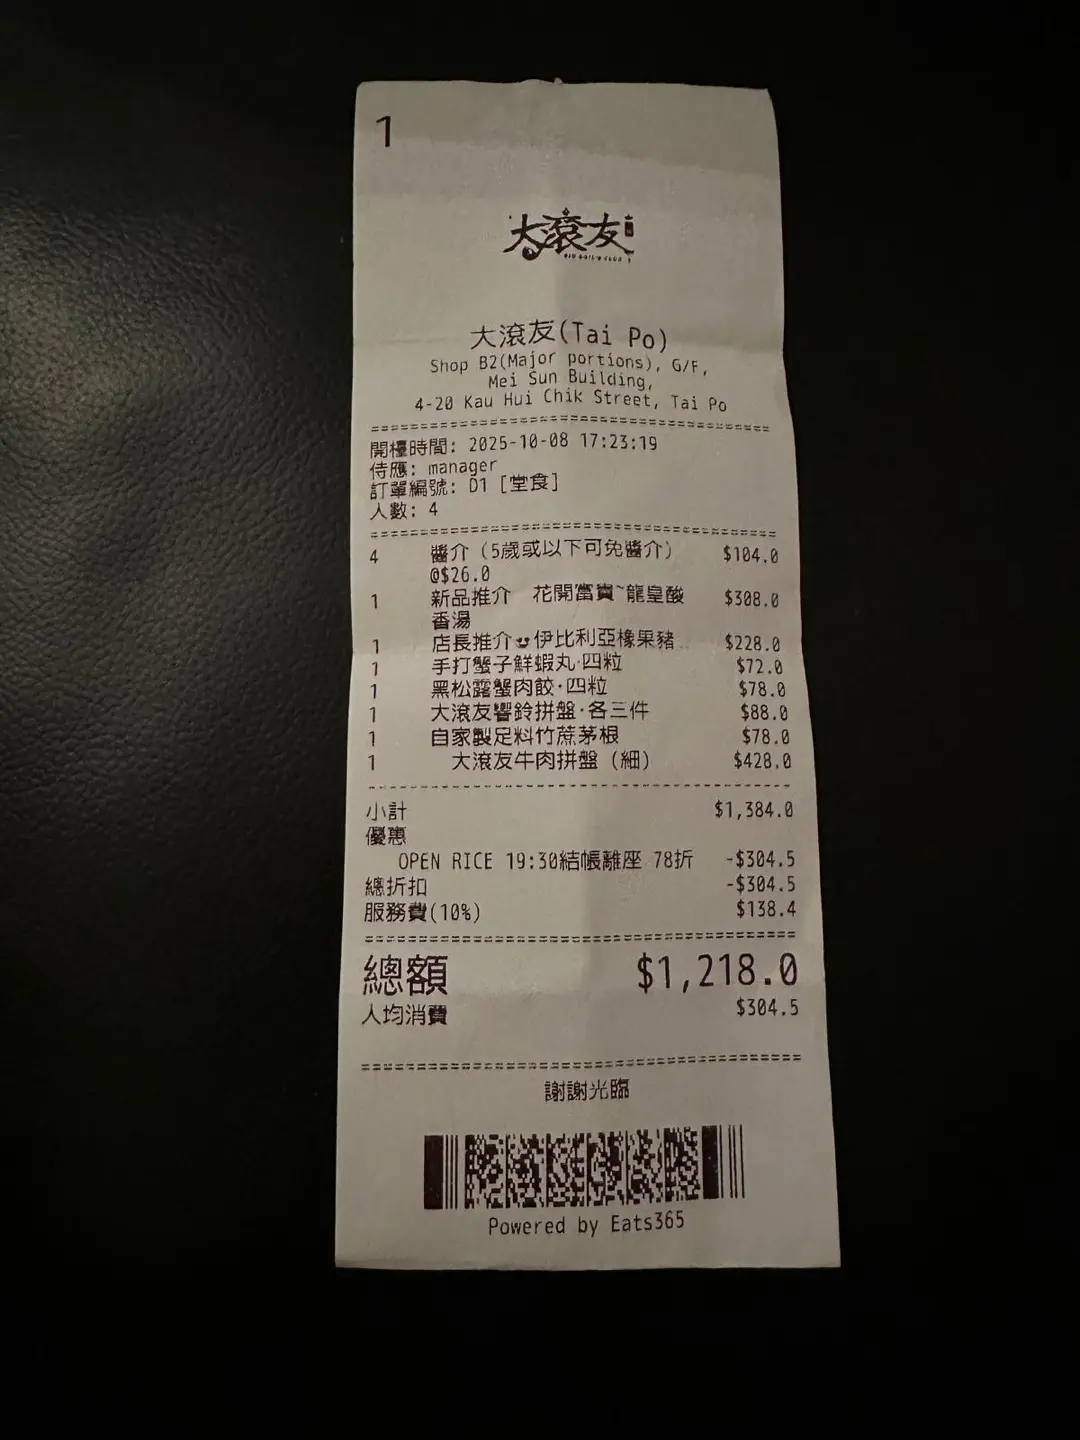 1
大滾友
大滾友(Tai Po)
Shop B2(Major portions), G/F,
Mei Sun Building,
4-20 Kau Hui Chik Street, Tai Po
開檯時間: 2025-10-08 17:23:19
侍應: manager
訂單編號: D1 [堂食]
人數: 4
4 醬介 (5歲或以下可免醬介) $104.0
@$26.0
1 新品推介 花開富貴~龍皇酸 $308.0
香湯
1 店長推介 伊比利亞橡果豬 $228.0
1 手打蟹子鮮蝦丸·四粒 $72.0
1 黑松露蟹肉餃·四粒 $78.0
1 大滾友響鈴拼盤·各三件 $88.0
1 自家製足料竹蔗茅根 $78.0
1 大滾友牛肉拼盤 (細) $428.0
小計 $1,384.0
優惠
OPEN RICE 19:30結帳離座 78折 -$304.5
總折扣 -$304.5
服務費(10%) $138.4
總額 $1,218.0
人均消費 $304.5
謝謝光臨
Powered by Eats365